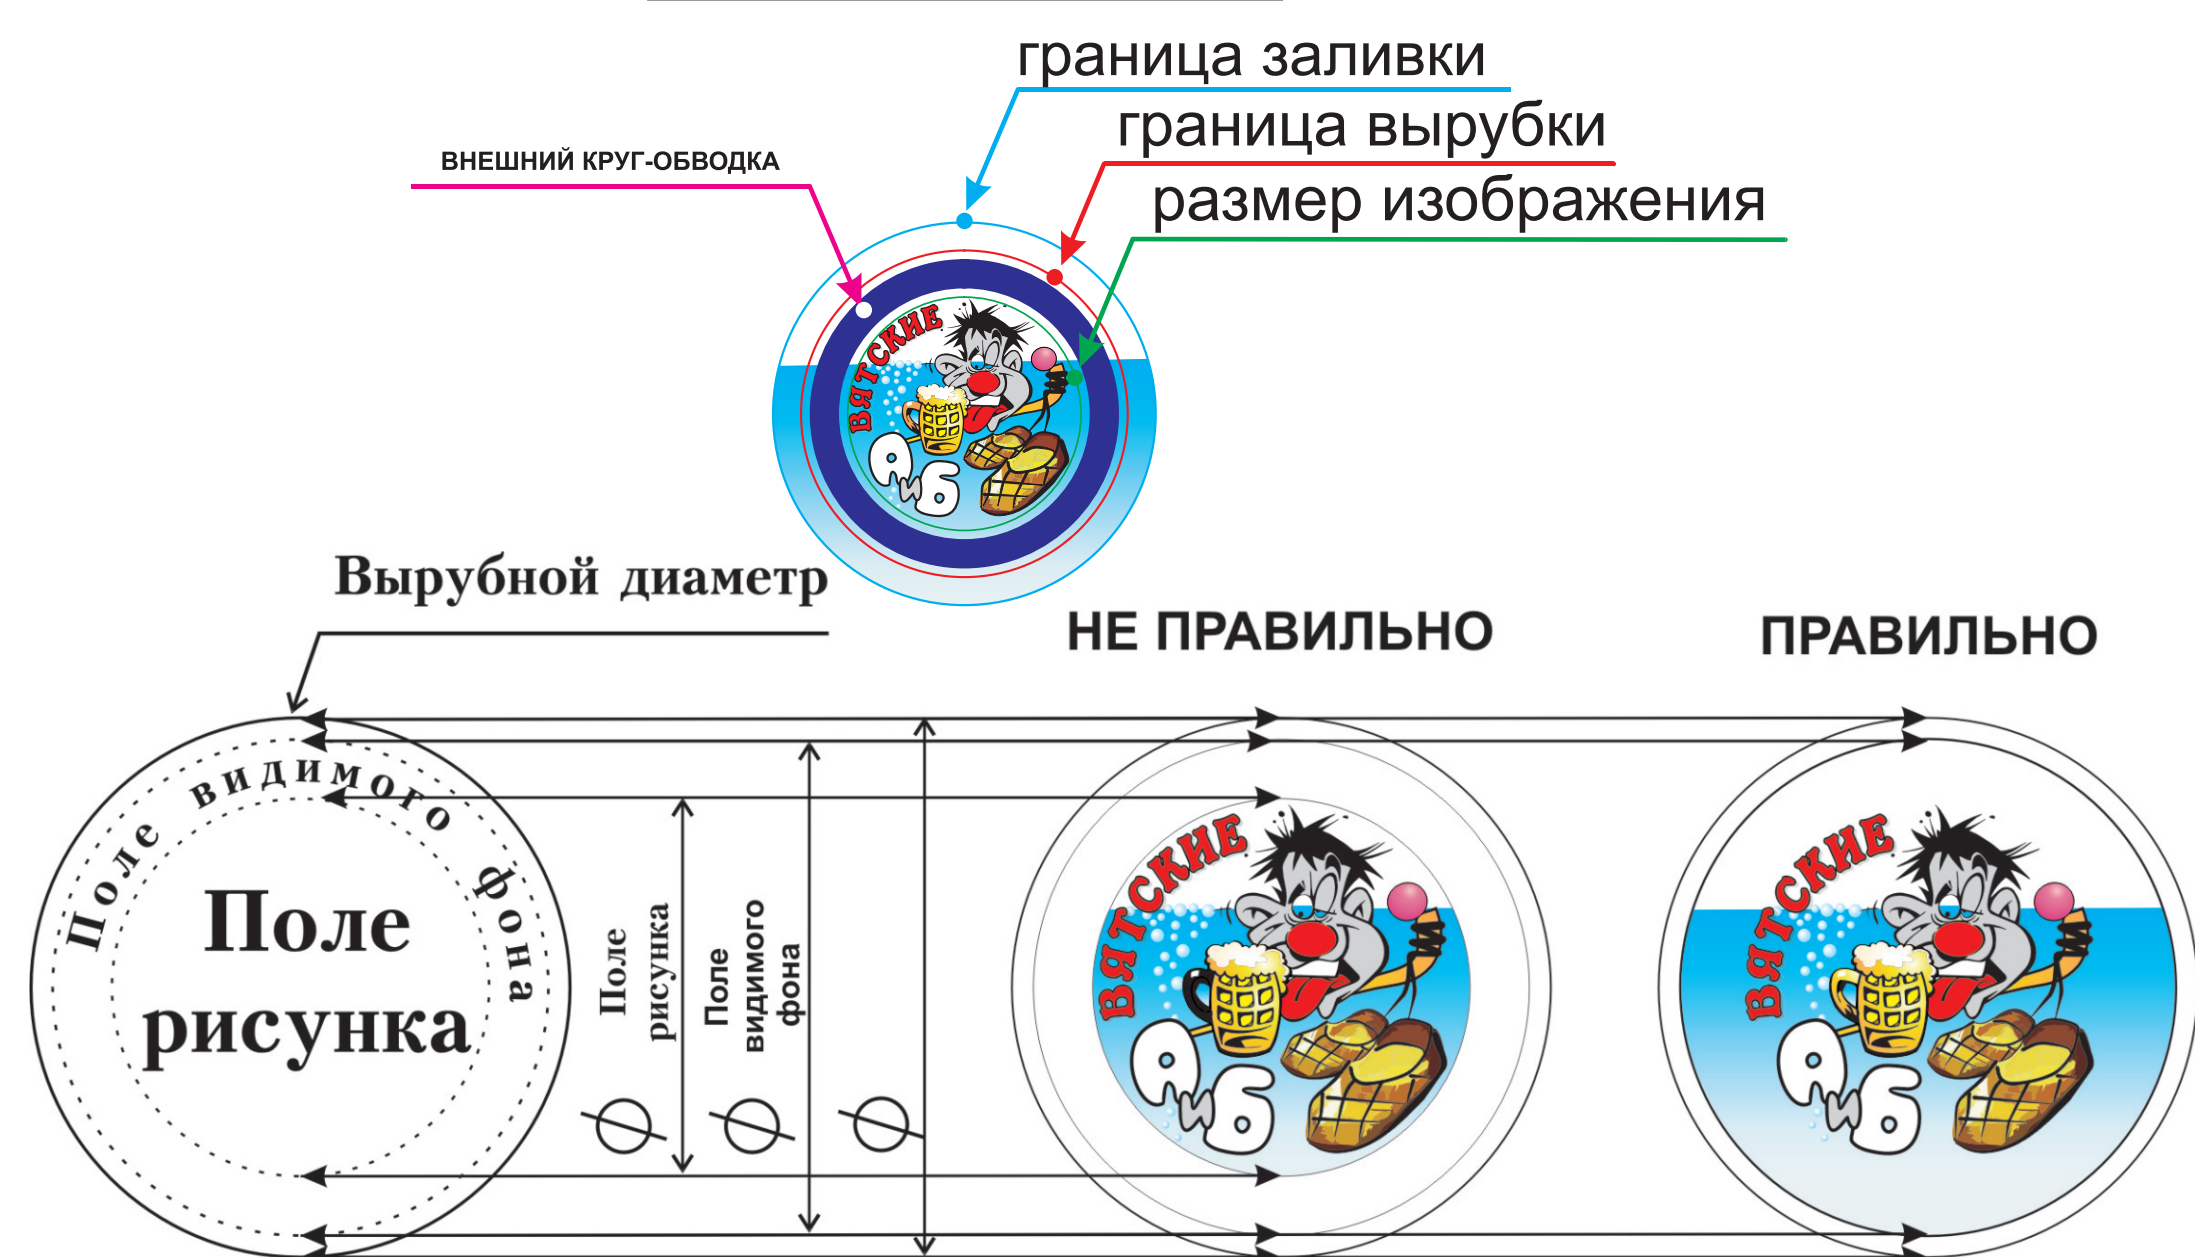 граница заливки
граница вырубки
ВНЕШНИЙ КРУГ-ОБВОДКА
размер изображения
ВЯТСКИЕ
А и Б
Вырубной диаметр
НЕ ПРАВИЛЬНО
ПРАВИЛЬНО
Поле видимого фона
Поле
рисунка
Поле
рисунка
Поле
видимого
фона
ВЯТСКИЕ
А и Б
ВЯТСКИЕ
А и Б